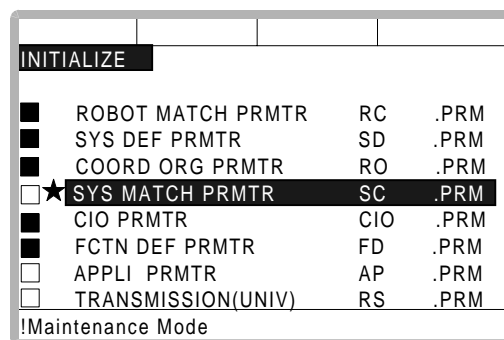 INITIALIZE
ROBOT MATCH PRMTR RC .PRM
SYS DEF PRMTR SD .PRM
COORD ORG PRMTR RO .PRM
★ SYS MATCH PRMTR SC .PRM
CIO PRMTR CIO .PRM
FCTN DEF PRMTR FD .PRM
APPLI PRMTR AP .PRM
TRANSMISSION(UNIV) RS .PRM
!Maintenance Mode